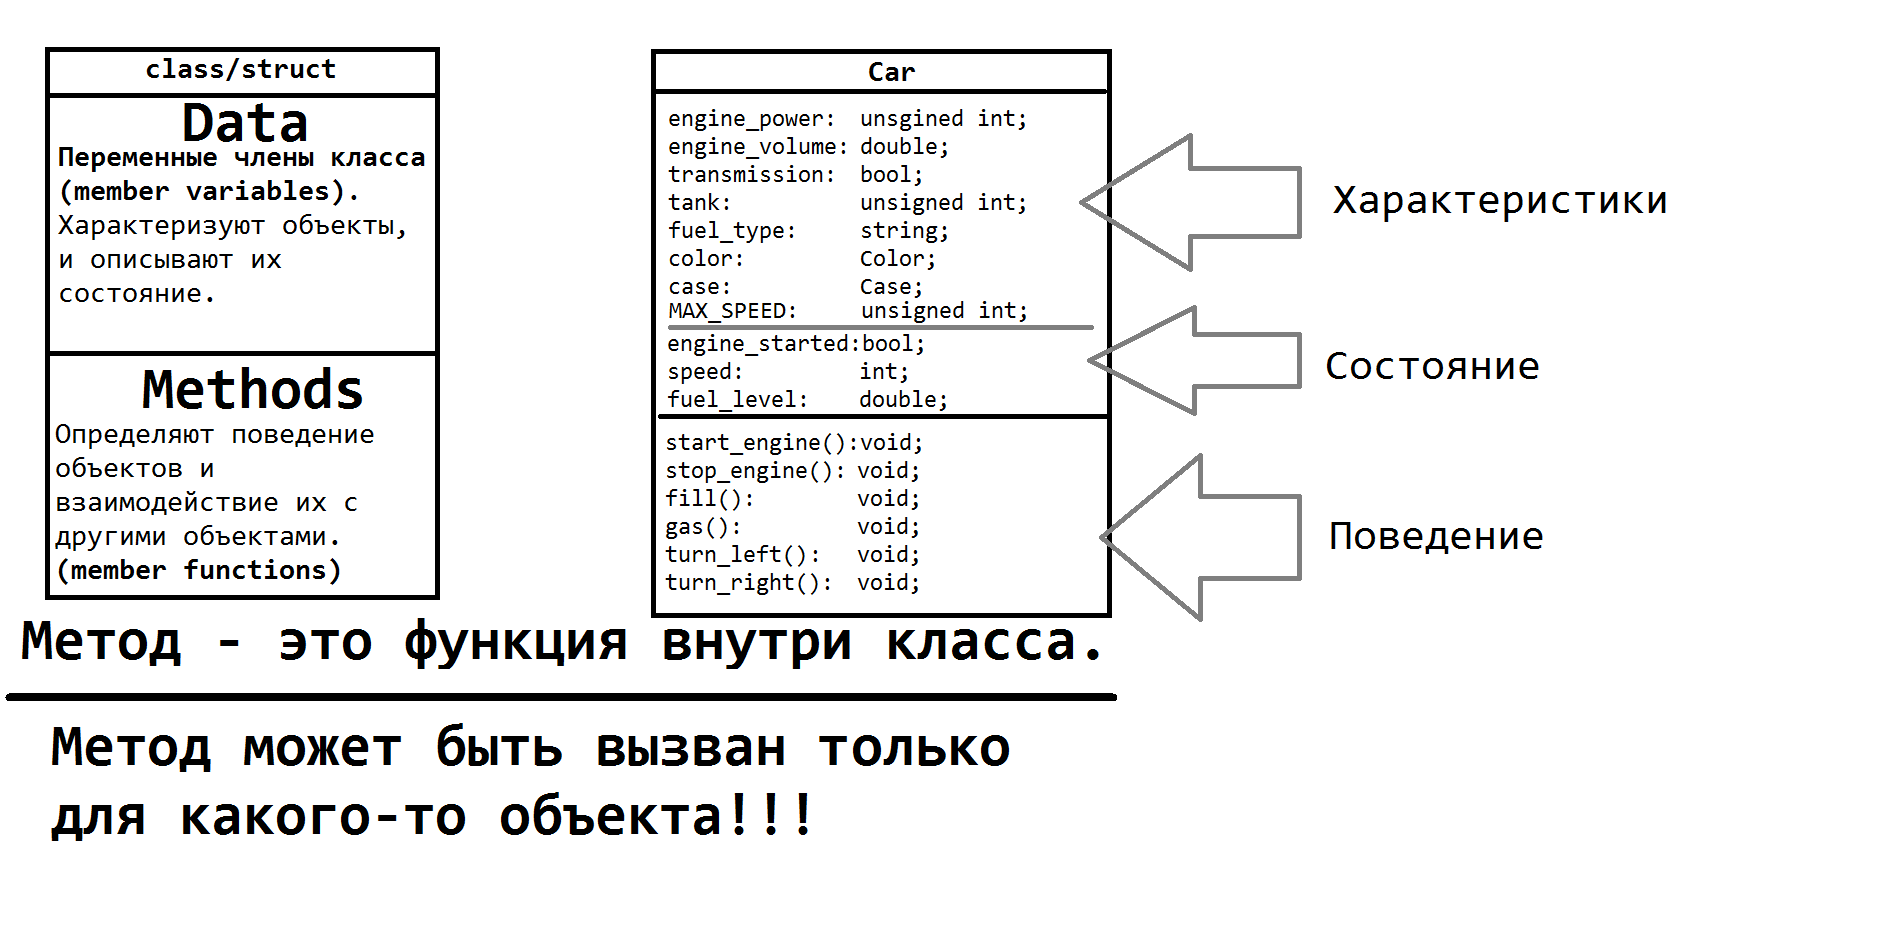 class/struct
Data
Переменные члены класса
(member variables).
Характеризуют объекты,
и описывают их
состояние.
Methods
Определяют поведение
объектов и
взаимодействие их с
другими объектами.
(member functions)
Car
engine_power: unsgined int;
engine_volume: double;
transmission: bool;
tank: unsigned int;
fuel_type: string;
color: Color;
case: Case;
MAX_SPEED: unsigned int;
engine_started:bool;
speed: int;
fuel_level: double;
start_engine():void;
stop_engine(): void;
fill(): void;
gas(): void;
turn_left(): void;
turn_right(): void;
Характеристики
Состояние
Поведение
Метод - это функция внутри класса.
Метод может быть вызван только
для какого-то объекта!!!